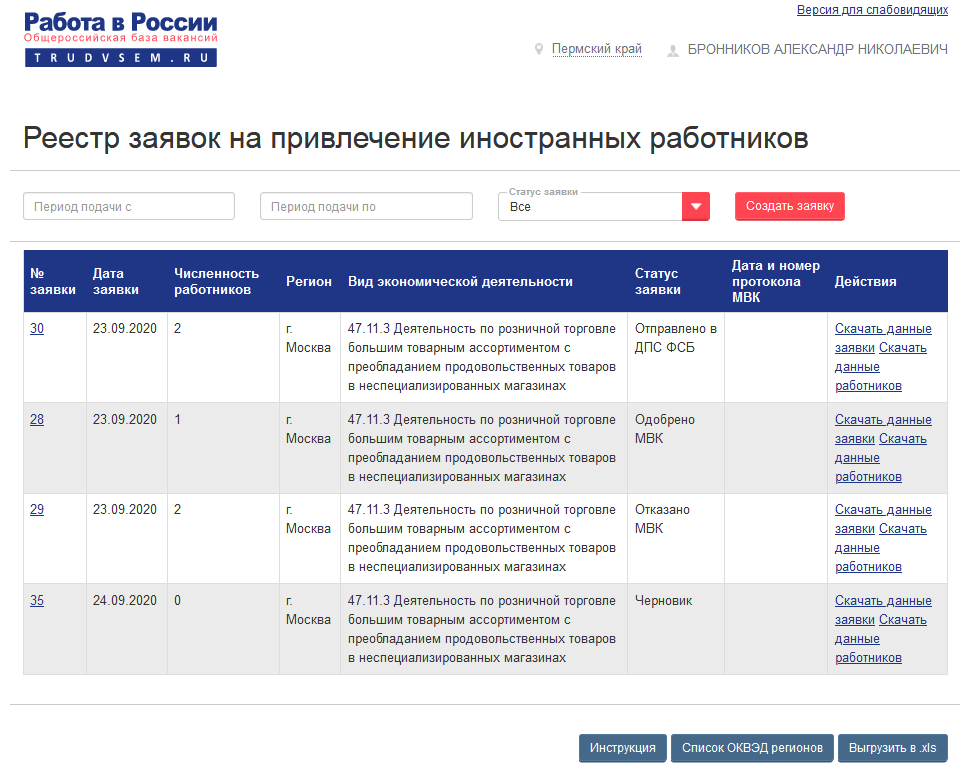 Версия для слабовидящих
Работа в России
Общероссийская база вакансий
TRUDVSEM.RU
Пермский край
БРОННИКОВ АЛЕКСАНДР НИКОЛАЕВИЧ
Реестр заявок на привлечение иностранных работников
Период подачи с
Период подачи по
Статус заявки
Все
Создать заявку
№ заявки
Дата заявки
Численность работников
Регион
Вид экономической деятельности
Статус заявки
Дата и номер протокола МВК
Действия
30 23.09.2020 2 г. 47.11.3 Деятельность по розничной торговле Отправлено в Скачать данные
Москва большим товарным ассортиментом с ДПС ФСБ заявки Скачать
преобладанием продовольственных товаров данные
в неспециализированных магазинах работников
28 23.09.2020 1 г. 47.11.3 Деятельность по розничной торговле Одобрено Скачать данные
Москва большим товарным ассортиментом с МВК заявки Скачать
преобладанием продовольственных товаров данные
в неспециализированных магазинах работников
29 23.09.2020 2 г. 47.11.3 Деятельность по розничной торговле Отказано Скачать данные
Москва большим товарным ассортиментом с МВК заявки Скачать
преобладанием продовольственных товаров данные
в неспециализированных магазинах работников
35 24.09.2020 0 г. 47.11.3 Деятельность по розничной торговле Черновик Скачать данные
Москва большим товарным ассортиментом с заявки Скачать
преобладанием продовольственных товаров данные
в неспециализированных магазинах работников
Инструкция
Список ОКВЭД регионов
Выгрузить в .xls